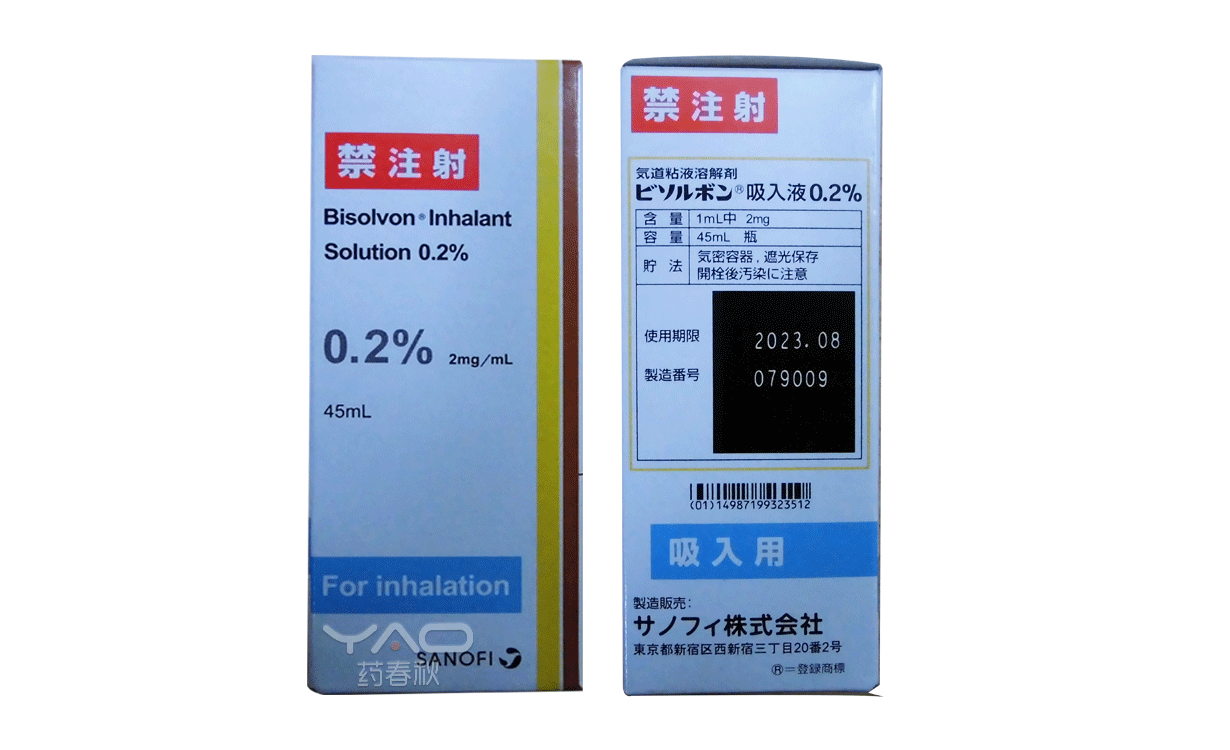 禁注射
Bisolvon® Inhalant
Solution 0.2%
0.2% 2mg/mL
45mL
For inhalation
YAO
药春秋
SANOFI
禁注射
気道粘液溶解剤
ビソルボン®吸入液0.2%
含量 1mL中 2mg
容量 45mL 瓶
貯法 気密容器,遮光保存
開栓後汚染に注意
使用期限 2023.08
製造番号 079009
(01)14987199323512
吸入用
製造販売:
サノフィ株式会社
東京都新宿区西新宿三丁目20番2号
®=登録商標